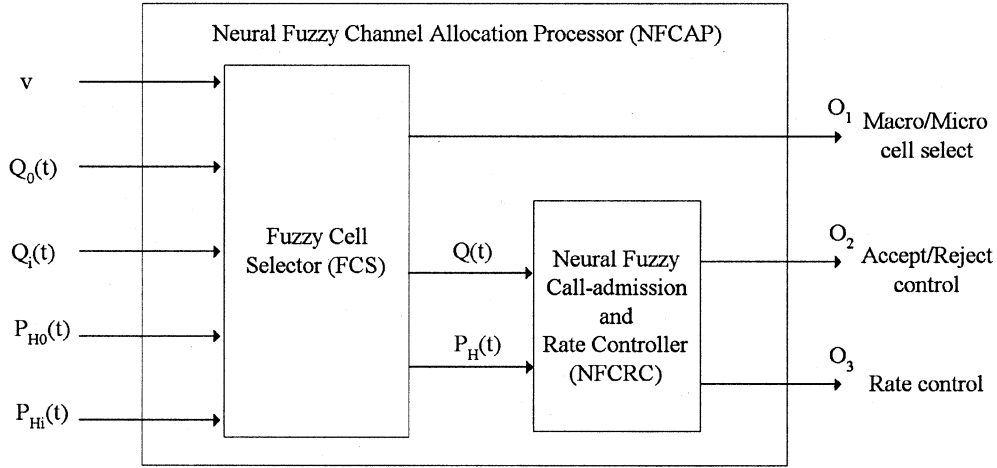 Neural Fuzzy Channel Allocation Processor (NFCAP)
v
Q0(t)
Qi(t)
PH0(t)
PHi(t)
Fuzzy Cell
Selector (FCS)
Q(t)
PH(t)
Neural Fuzzy
Call-admission
and
Rate Controller
(NFCRC)
O1
Macro/Micro
cell select
O2
Accept/Reject
control
O3
Rate control